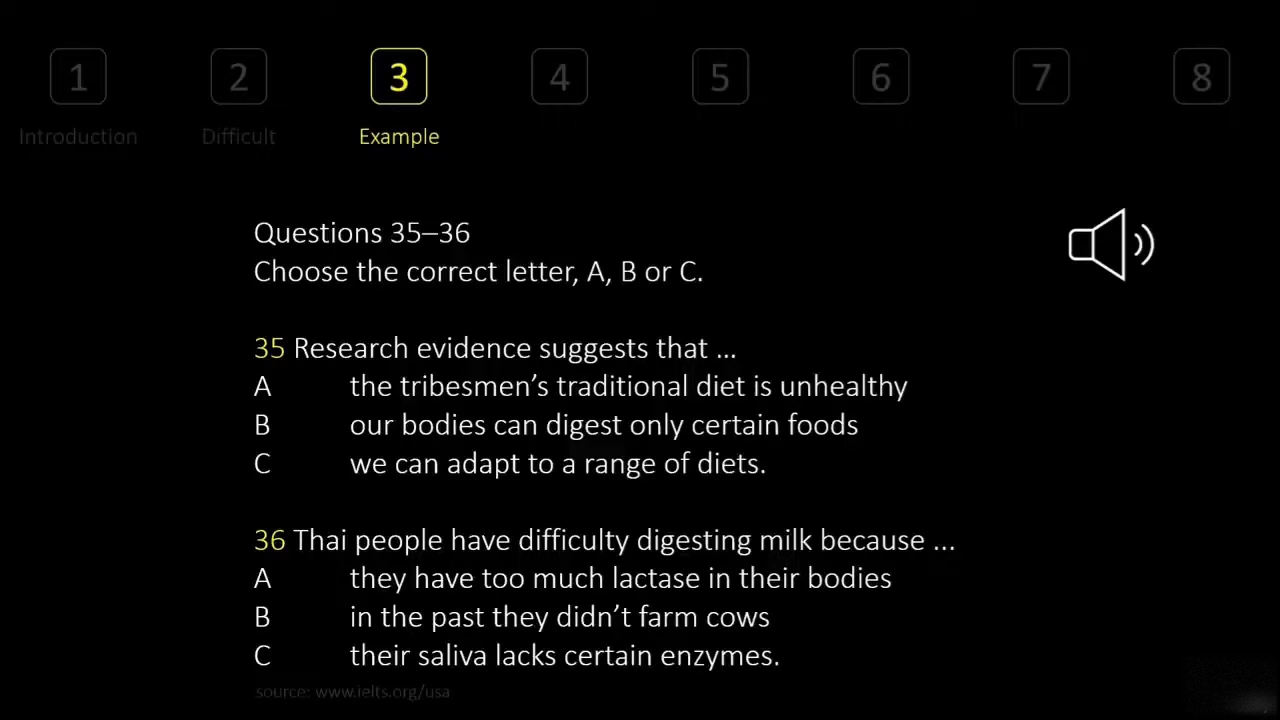 1 2 3 4 5 6 7 8
Introduction Difficult Example
Questions 35–36
Choose the correct letter, A, B or C.
35 Research evidence suggests that ...
A the tribesmen's traditional diet is unhealthy
B our bodies can digest only certain foods
C we can adapt to a range of diets.
36 Thai people have difficulty digesting milk because ...
A they have too much lactase in their bodies
B in the past they didn't farm cows
C their saliva lacks certain enzymes.
source: www.ielts.org/usa